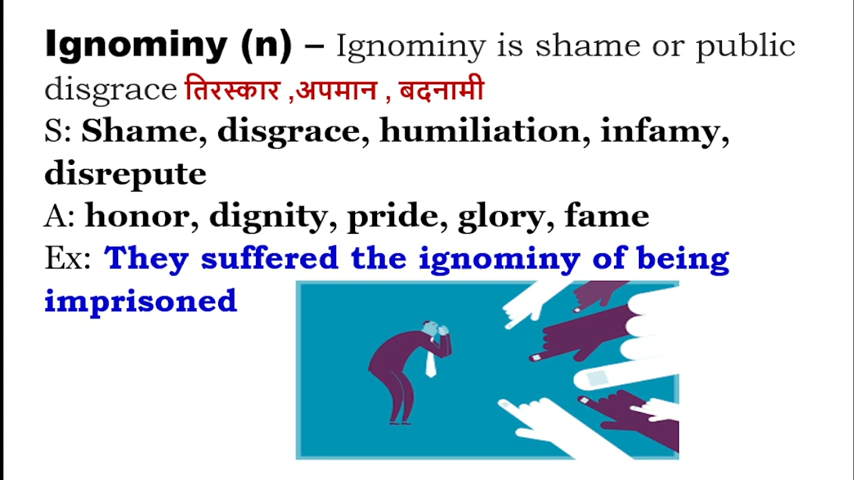 Ignominy (n) – Ignominy is shame or public
disgrace तिरस्कार ,अपमान , बदनामी
S: Shame, disgrace, humiliation, infamy,
disrepute
A: honor, dignity, pride, glory, fame
Ex: They suffered the ignominy of being
imprisoned